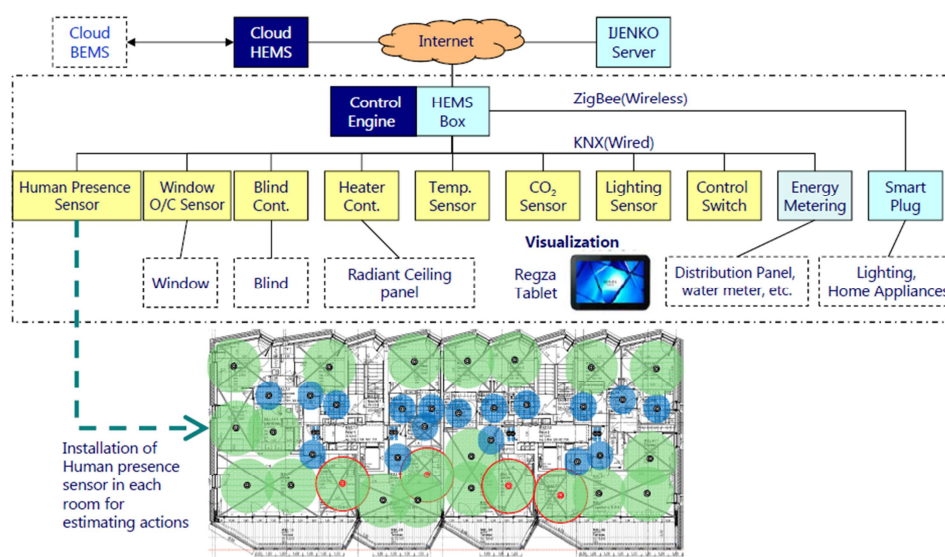 Cloud
BEMS
Cloud
HEMS
Internet
IJENKO
Server
Control
Engine
HEMS
Box
ZigBee(Wireless)
KNX(Wired)
Human Presence
Sensor
Window
O/C Sensor
Blind
Cont.
Heater
Cont.
Temp.
Sensor
CO₂
Sensor
Lighting
Sensor
Control
Switch
Energy
Metering
Smart
Plug
Visualization
Window
Blind
Radiant Ceiling
panel
Regza
Tablet
Distribution Panel,
water meter, etc.
Lighting,
Home Appliances
Installation of
Human presence
sensor in each
room for
estimating actions